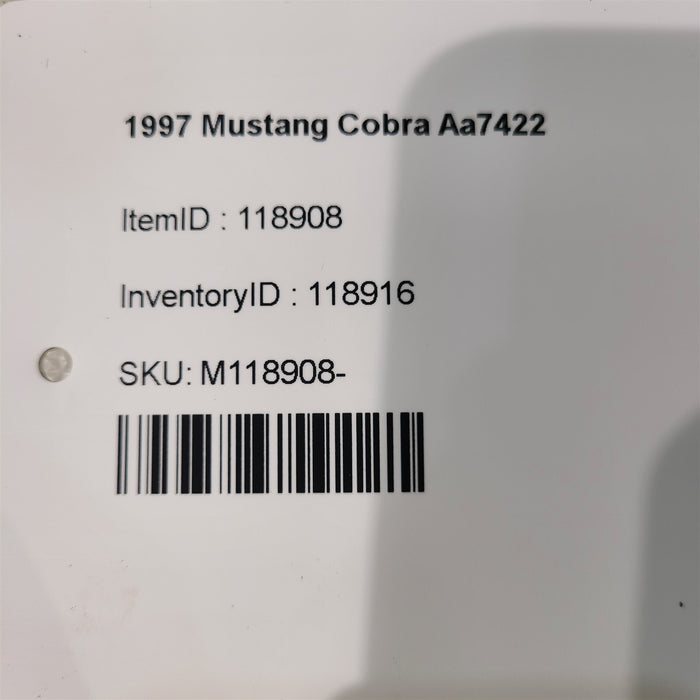 1997 Mustang Cobra Aa7422
ItemID : 118908
InventoryID : 118916
SKU: M118908-